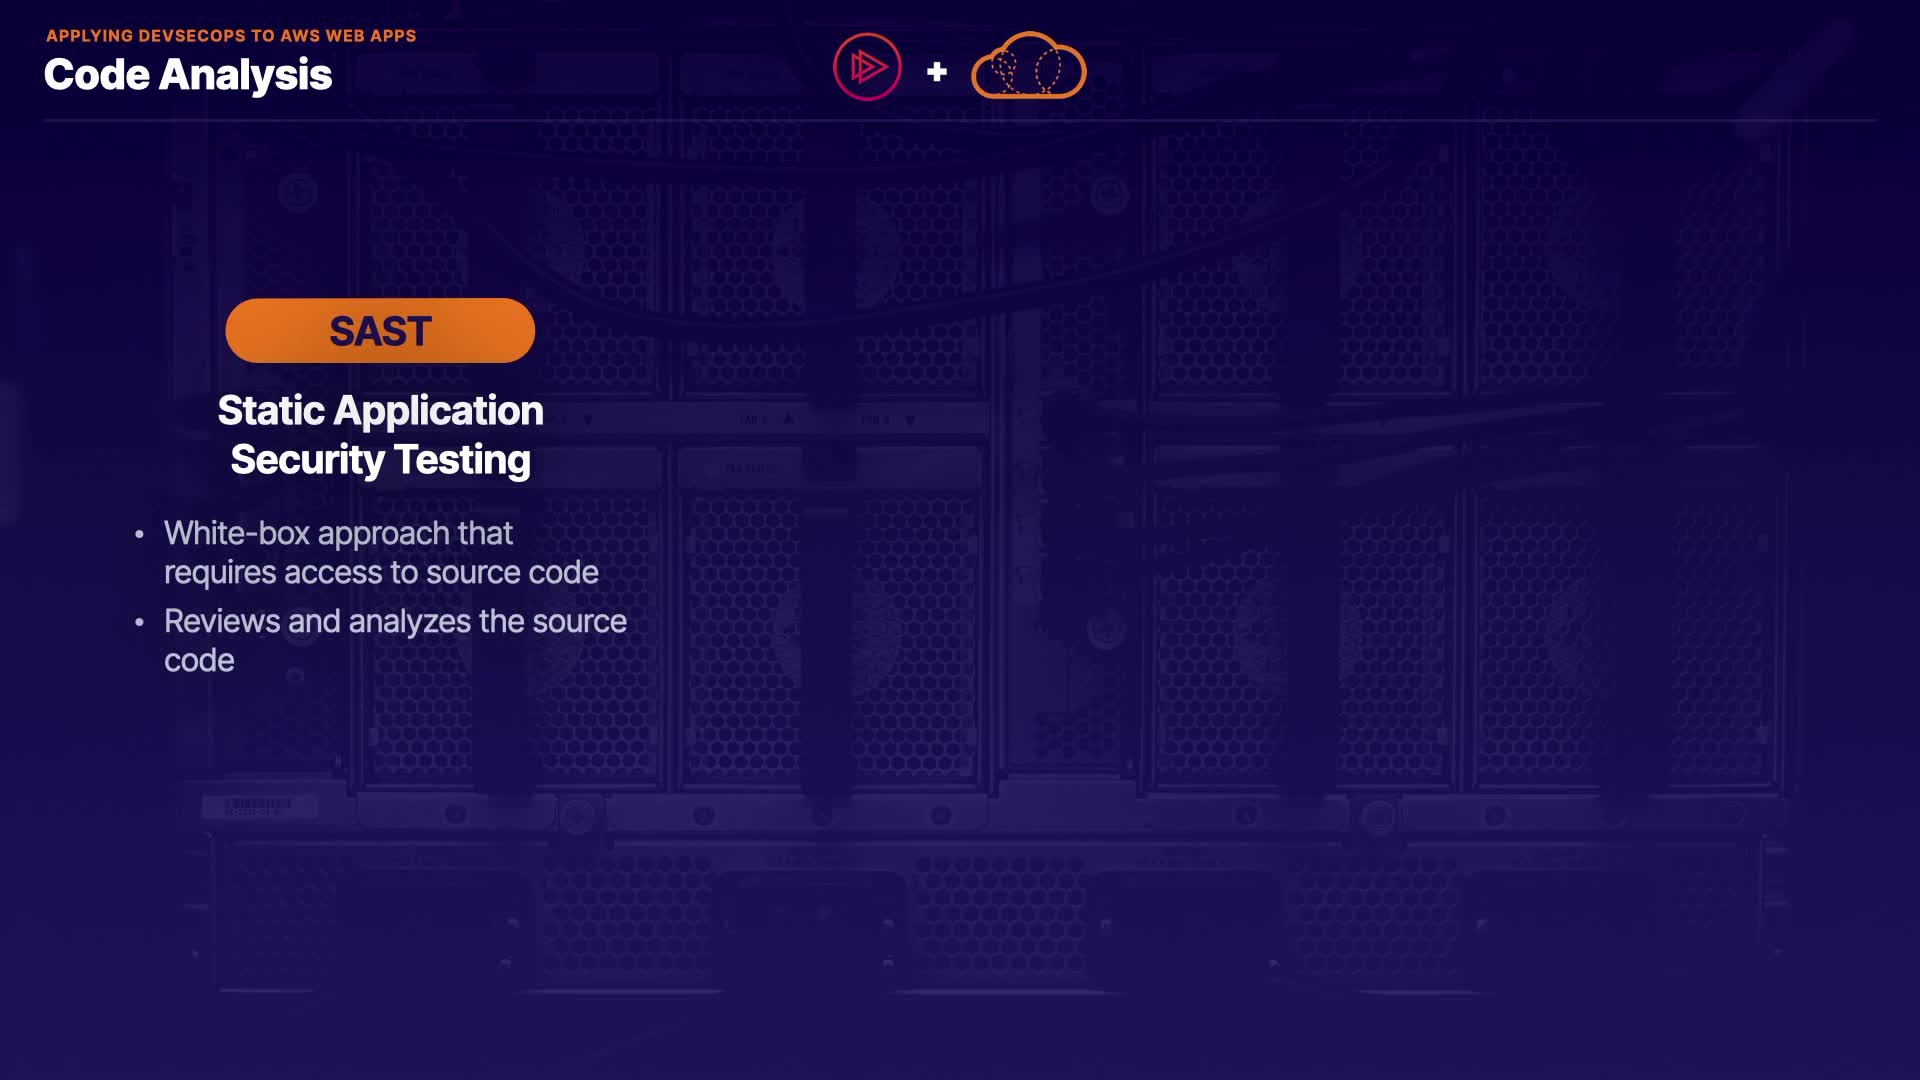 APPLYING DEVSECOPS TO AWS WEB APPS
Code Analysis
+
SAST
Static Application
Security Testing
• White-box approach that
requires access to source code
• Reviews and analyzes the source
code